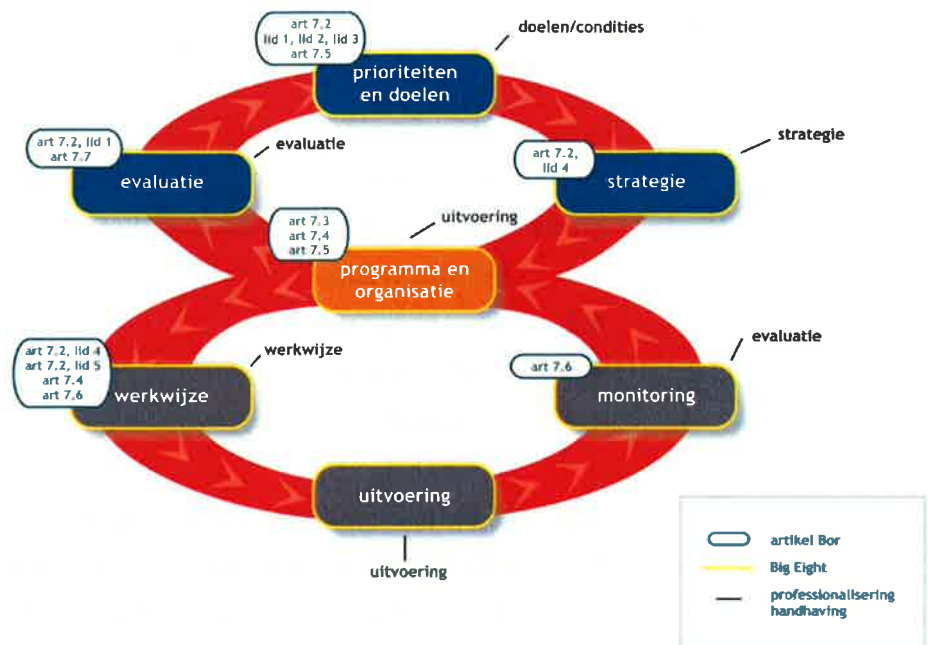 art 7.2
lid 1, lid 2, lid 3
art 7.5
doelen/condities
prioriteiten
en doelen
art 7.2, lid 1
art 7.7
evaluatie
evaluatie
art 7.2,
lid 4
strategie
strategie
art 7.3
art 7.4
art 7.5
uitvoering
programma en
organisatie
art 7.2, lid 4
art 7.2, lid 5
art 7.4
art 7.6
werkwijze
werkwijze
art 7.6
evaluatie
monitoring
uitvoering
uitvoering
artikel Bor
Big Eight
professionalisering
handhaving